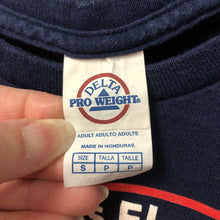 DELTA
PRO WEIGHT®
ADULT ADULTO ADULTE
MADE IN HONDURAS
SIZE TALLA TAILLE
S P P